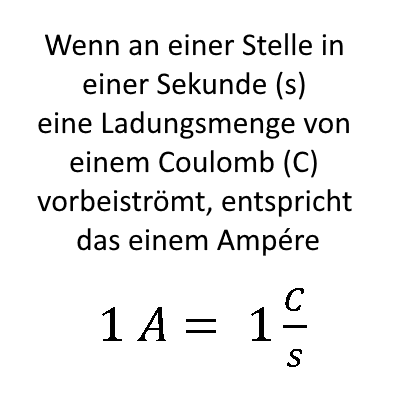 Wenn an einer Stelle in
einer Sekunde (s)
eine Ladungsmenge von
einem Coulomb (C)
vorbeiströmt, entspricht
das einem Ampére
1 A = 1 C/s